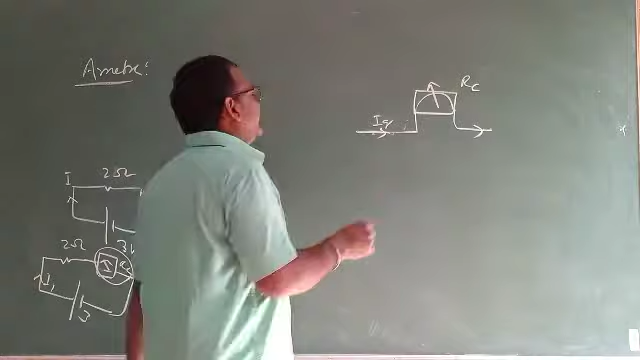 Ameter:
I 2Ω
3V
2Ω I
I,
Ig
Rc